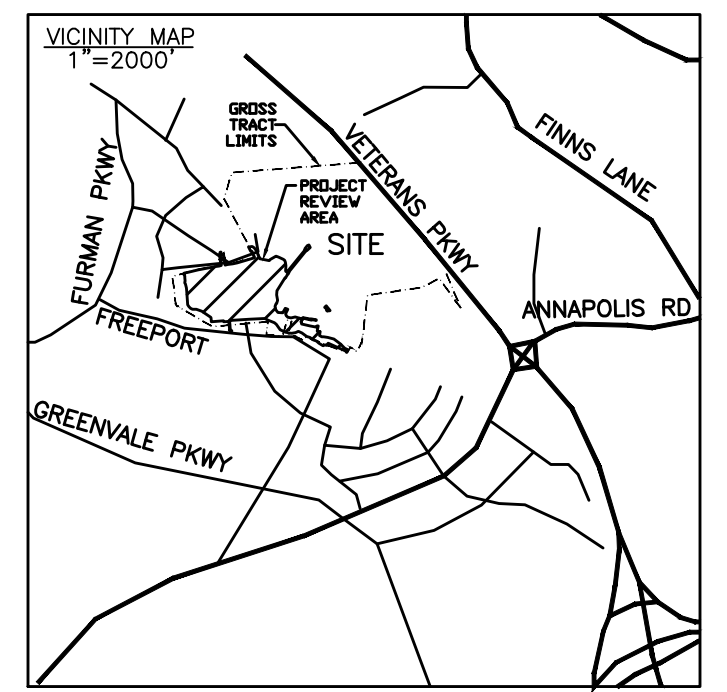 VICINITY MAP
1"=2000'
GROSS
TRACT
LIMITS
PROJECT
REVIEW
AREA
SITE
VETERANS PKWY
FINNS LANE
FURMAN PKWY
ANNAPOLIS RD
FREEPORT
GREENVALE PKWY